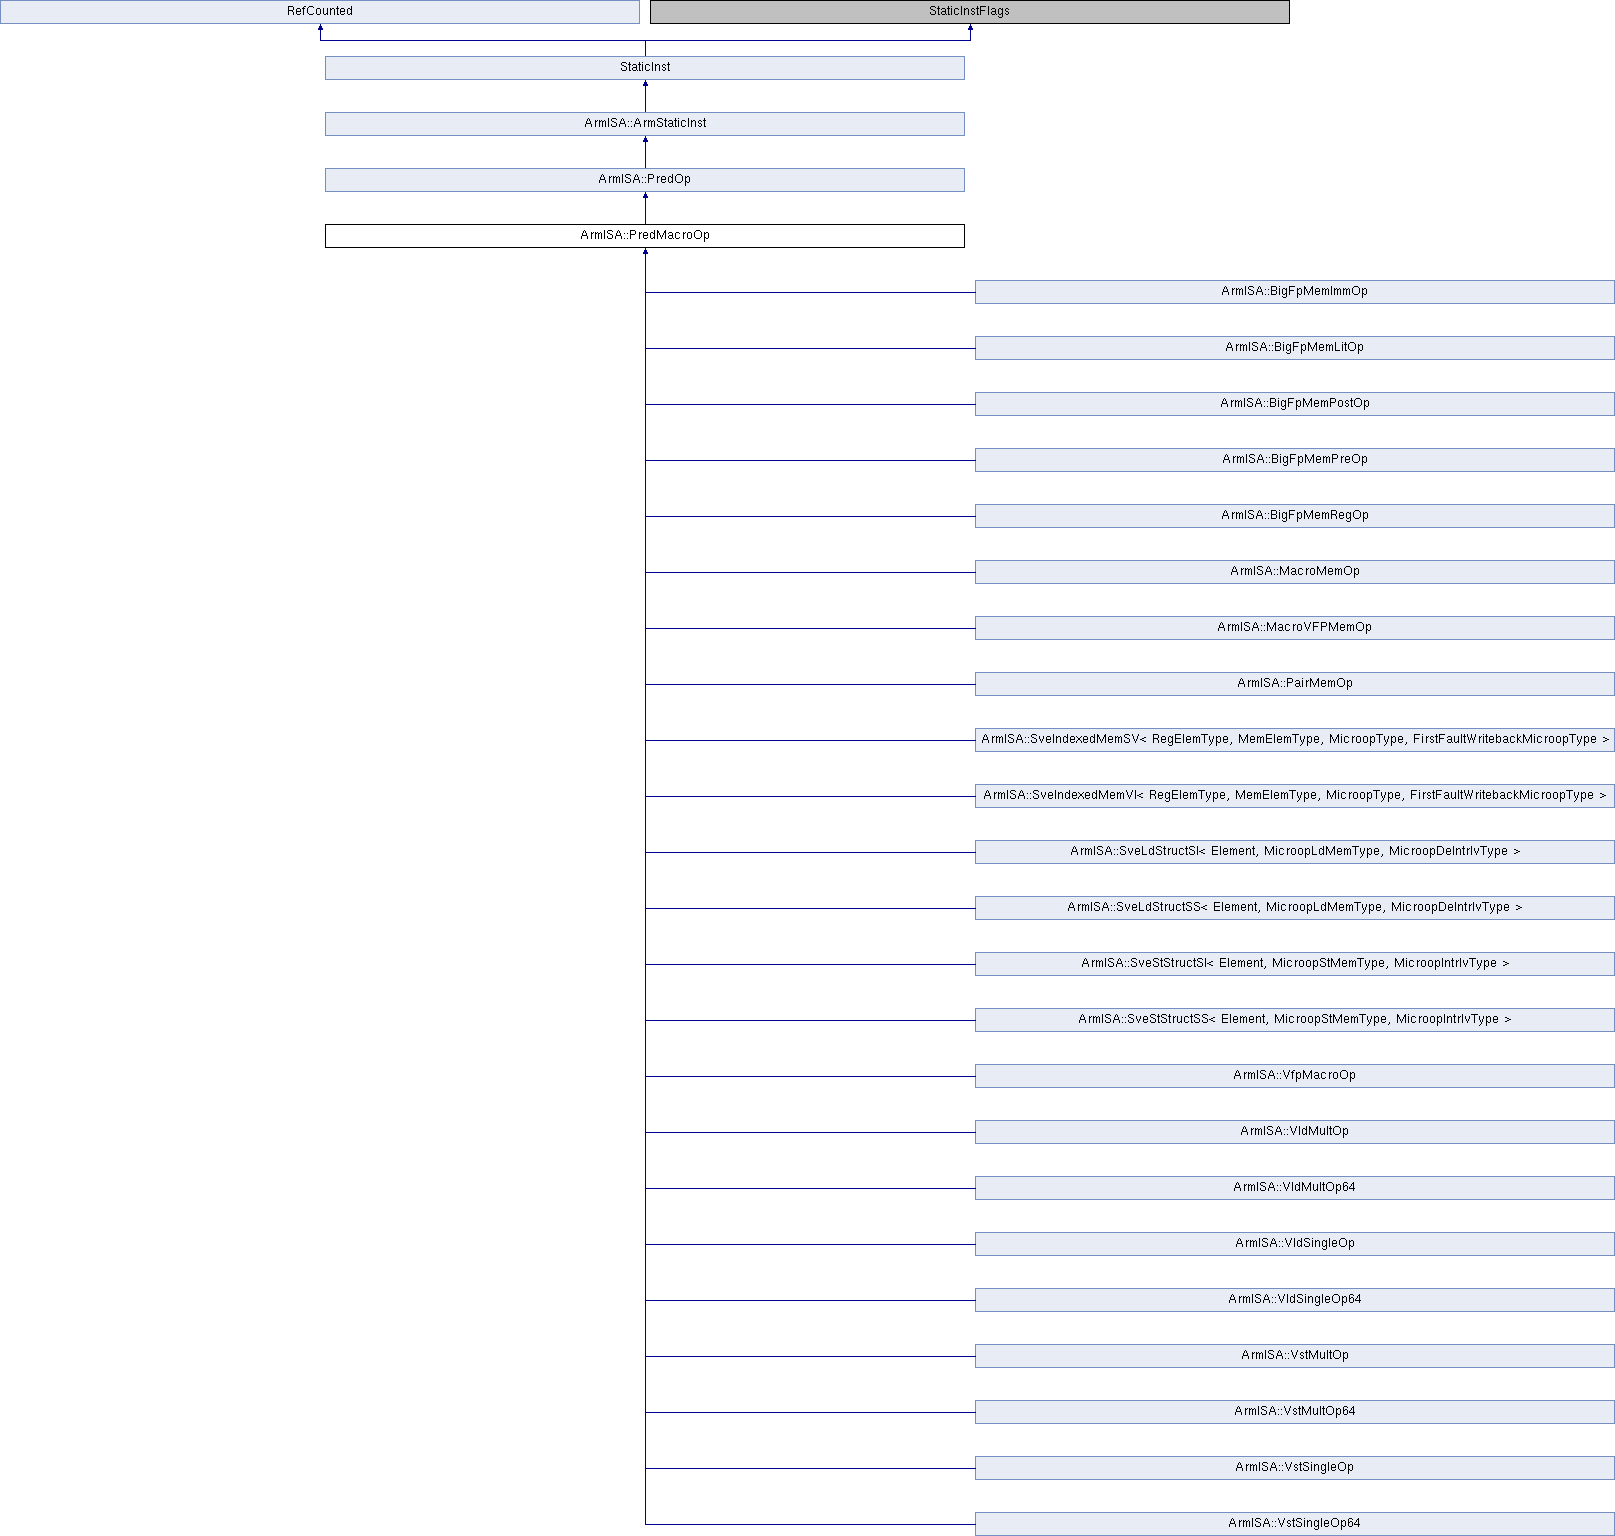 RefCounted
StaticInstFlags
StaticInst
ArmISA::ArmStaticInst
ArmISA::PredOp
ArmISA::PredMacroOp
ArmISA::BigFpMemImmOp
ArmISA::BigFpMemLitOp
ArmISA::BigFpMemPostOp
ArmISA::BigFpMemPreOp
ArmISA::BigFpMemRegOp
ArmISA::MacroMemOp
ArmISA::MacroVFPMemOp
ArmISA::PairMemOp
ArmISA::SveIndexedMemSV< RegElemType, MemElemType, MicroopType, FirstFaultWritebackMicroopType >
ArmISA::SveIndexedMemVI< RegElemType, MemElemType, MicroopType, FirstFaultWritebackMicroopType >
ArmISA::SveLdStructSI< Element, MicroopLdMemType, MicroopDeIntrlvType >
ArmISA::SveLdStructSS< Element, MicroopLdMemType, MicroopDeIntrlvType >
ArmISA::SveStStructSI< Element, MicroopStMemType, MicroopIntrlvType >
ArmISA::SveStStructSS< Element, MicroopStMemType, MicroopIntrlvType >
ArmISA::VfpMacroOp
ArmISA::VldMultOp
ArmISA::VldMultOp64
ArmISA::VldSingleOp
ArmISA::VldSingleOp64
ArmISA::VstMultOp
ArmISA::VstMultOp64
ArmISA::VstSingleOp
ArmISA::VstSingleOp64